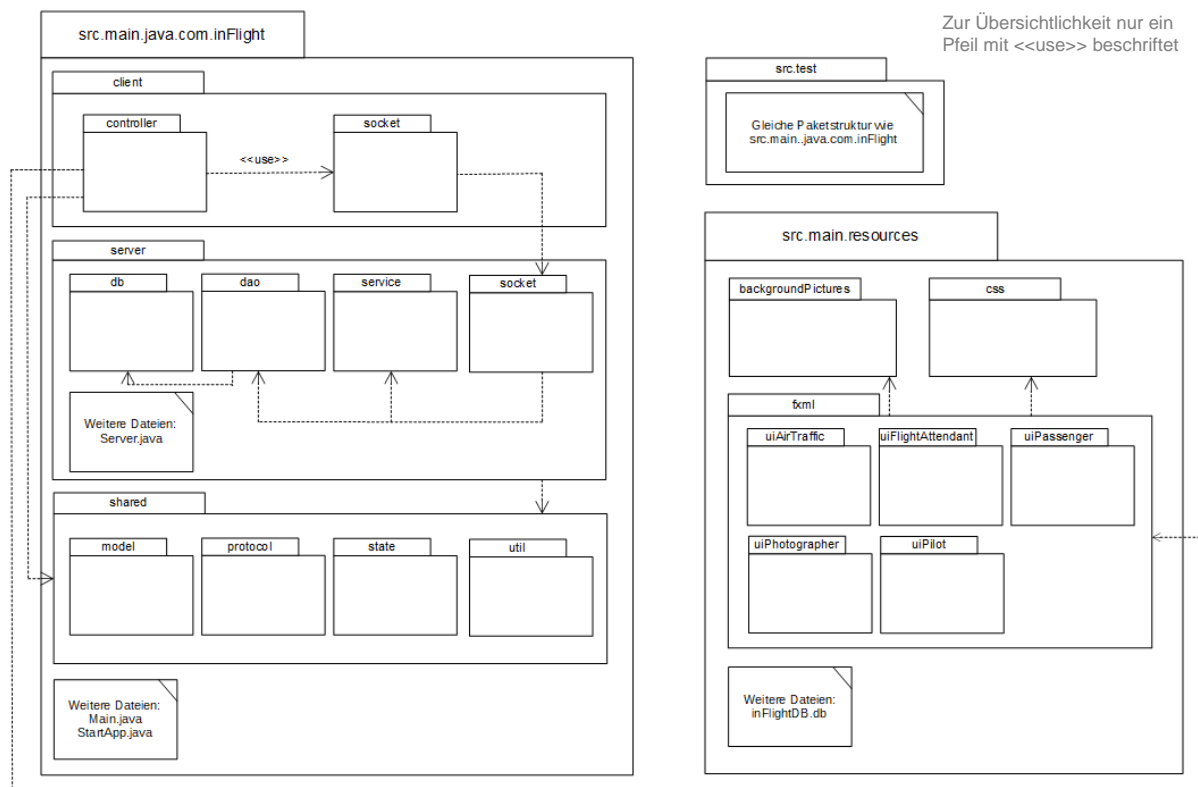 Zur Übersichtlichkeit nur ein
Pfeil mit <<use>> beschriftet
src.main.java.com.inFlight
client
controller
socket
<<use>>
server
db
dao
service
socket
Weitere Dateien:
Server.java
shared
model
protocol
state
util
Weitere Dateien:
Main.java
StartApp.java
src.test
Gleiche Paketstruktur wie
src.main..java.com.inFlight
src.main.resources
backgroundPictures
css
fxml
uiAirTraffic
uiFlightAttendant
uiPassenger
uiPhotographer
uiPilot
Weitere Dateien:
inFlightDB.db